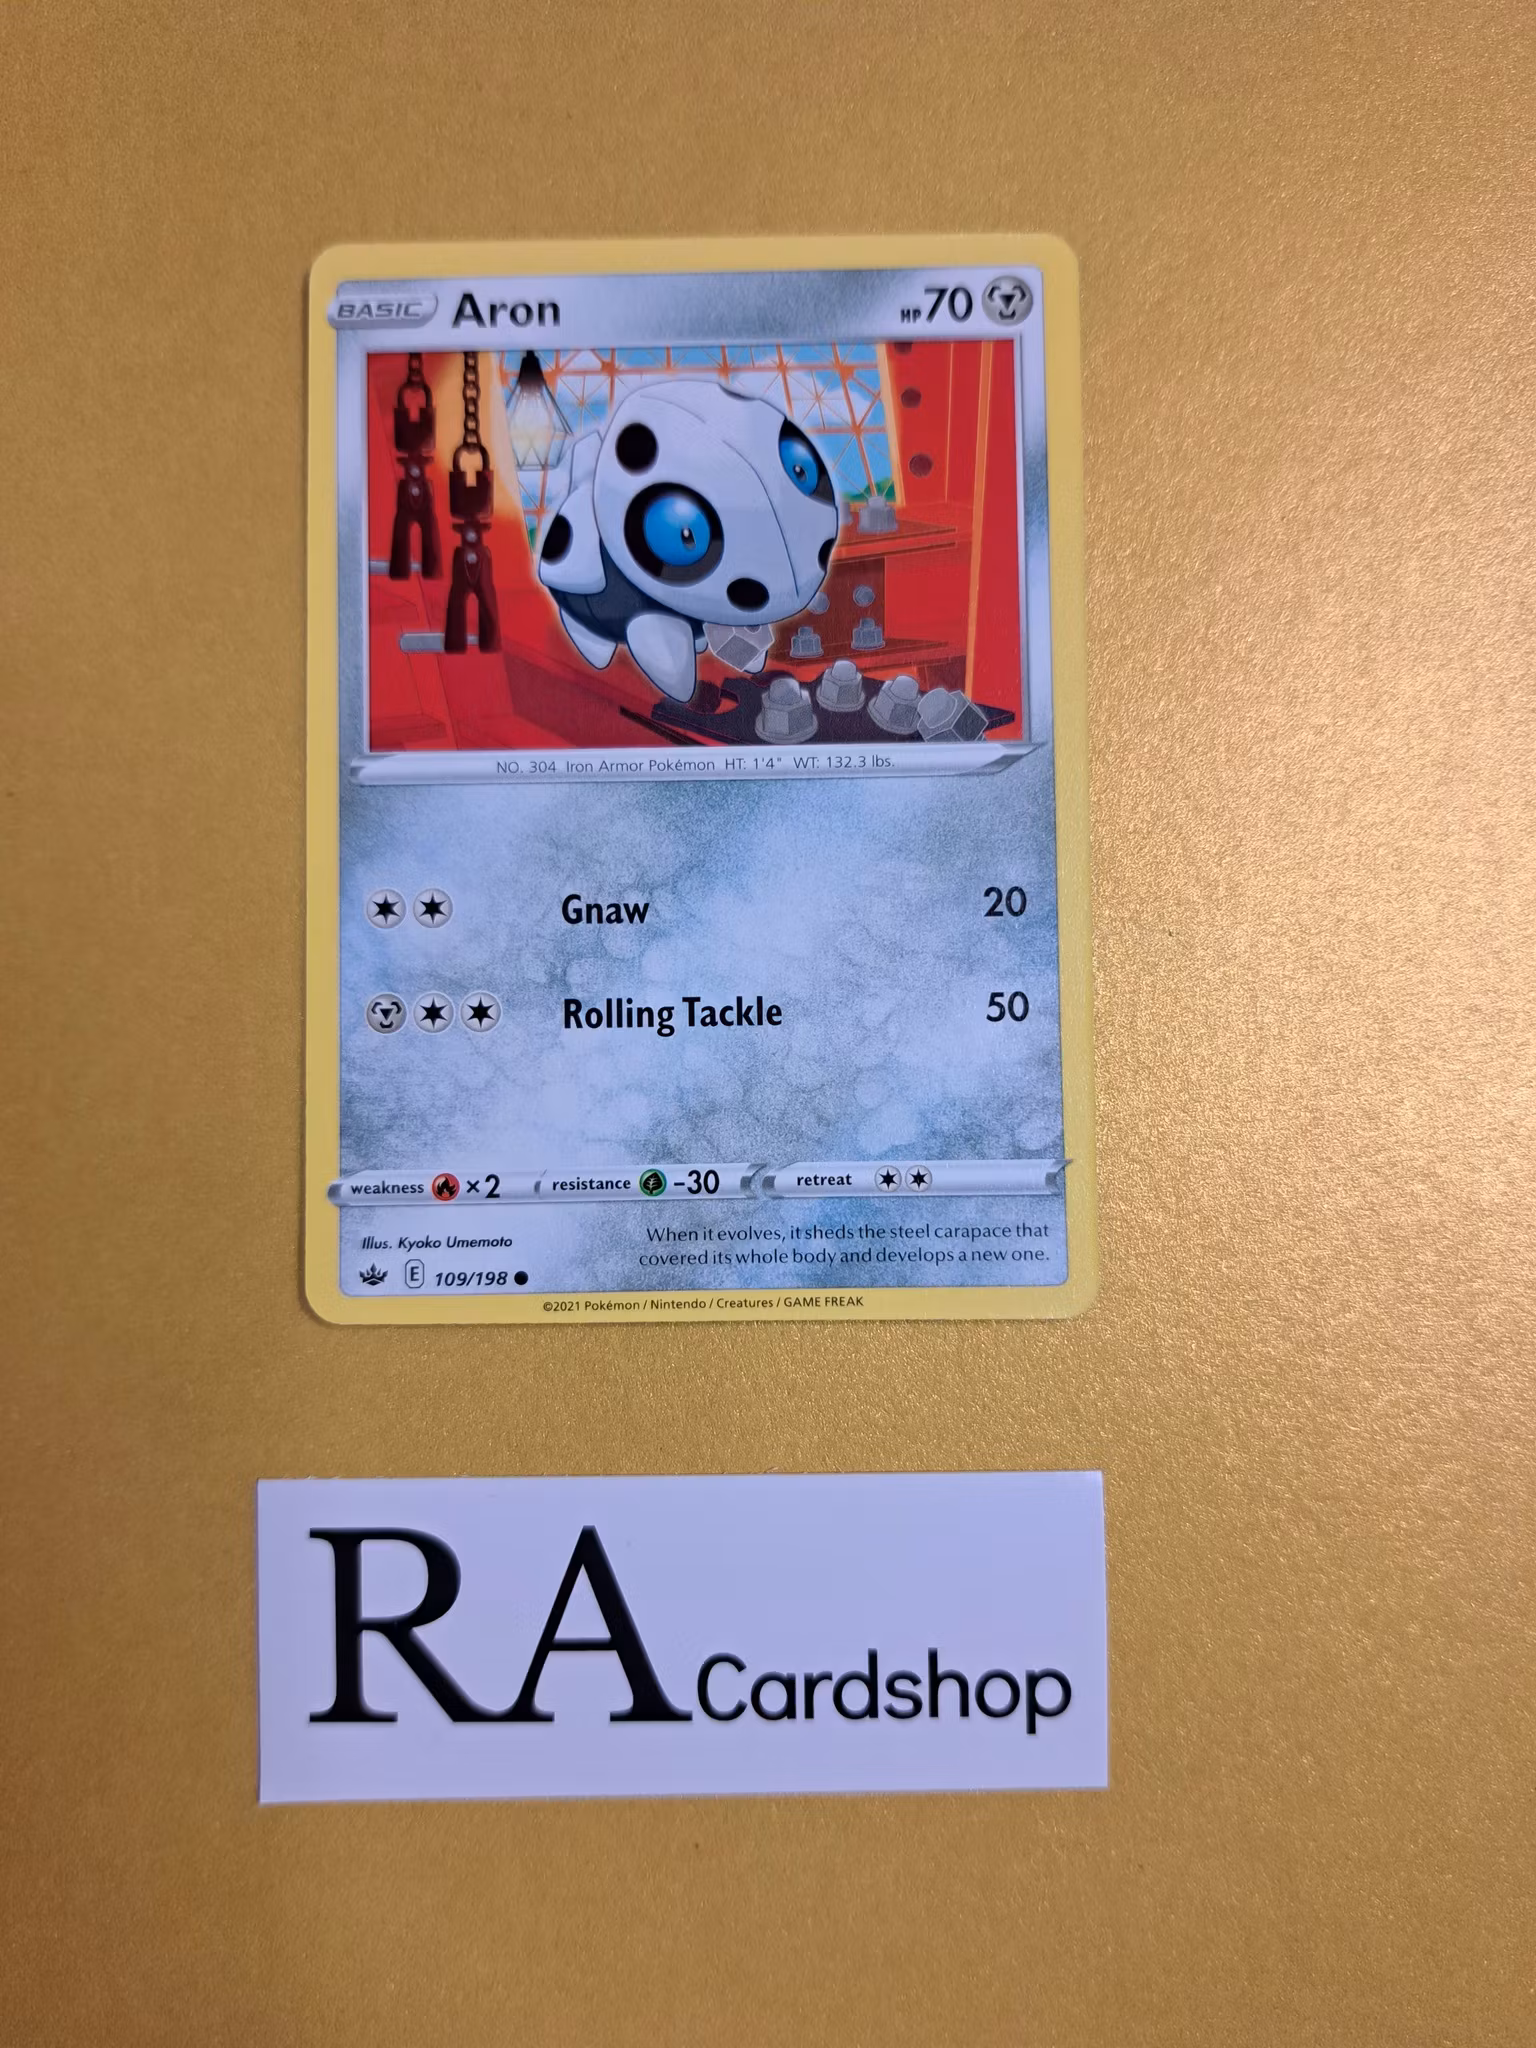 BASIC Aron HP 70
NO. 304 Iron Armor Pokémon HT: 1'4" WT: 132.3 lbs.
Gnaw 20
Rolling Tackle 50
weakness ×2 resistance -30 retreat
Illus. Kyoko Umemoto
When it evolves, it sheds the steel carapace that
covered its whole body and develops a new one.
E 109/198
©2021 Pokémon / Nintendo / Creatures / GAME FREAK
RA Cardshop